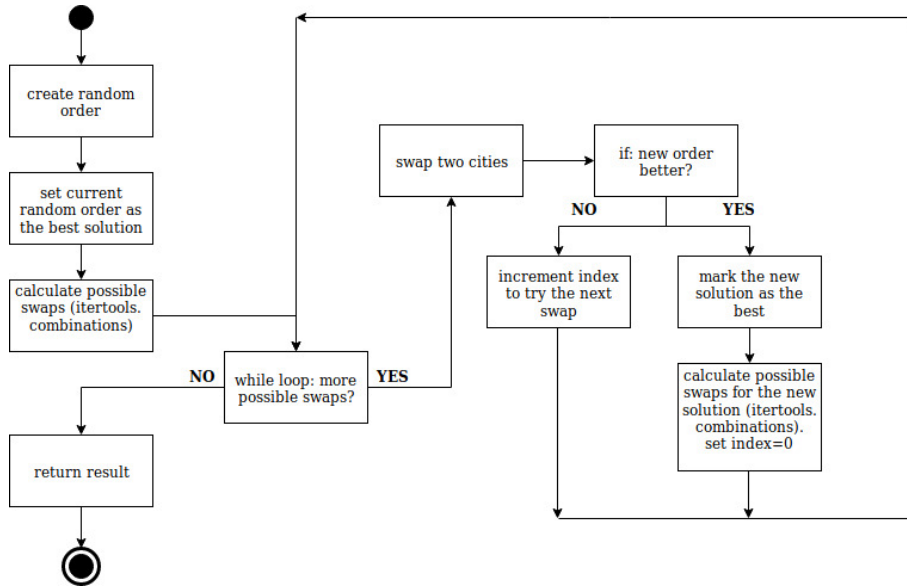 create random
order
set current
random order as
the best solution
calculate possible
swaps (itertools.
combinations)
NO
while loop: more
possible swaps?
YES
return result
swap two cities
if: new order
better?
NO
YES
increment index
to try the next
swap
mark the new
solution as the
best
calculate possible
swaps for the new
solution (itertools.
combinations).
set index=0